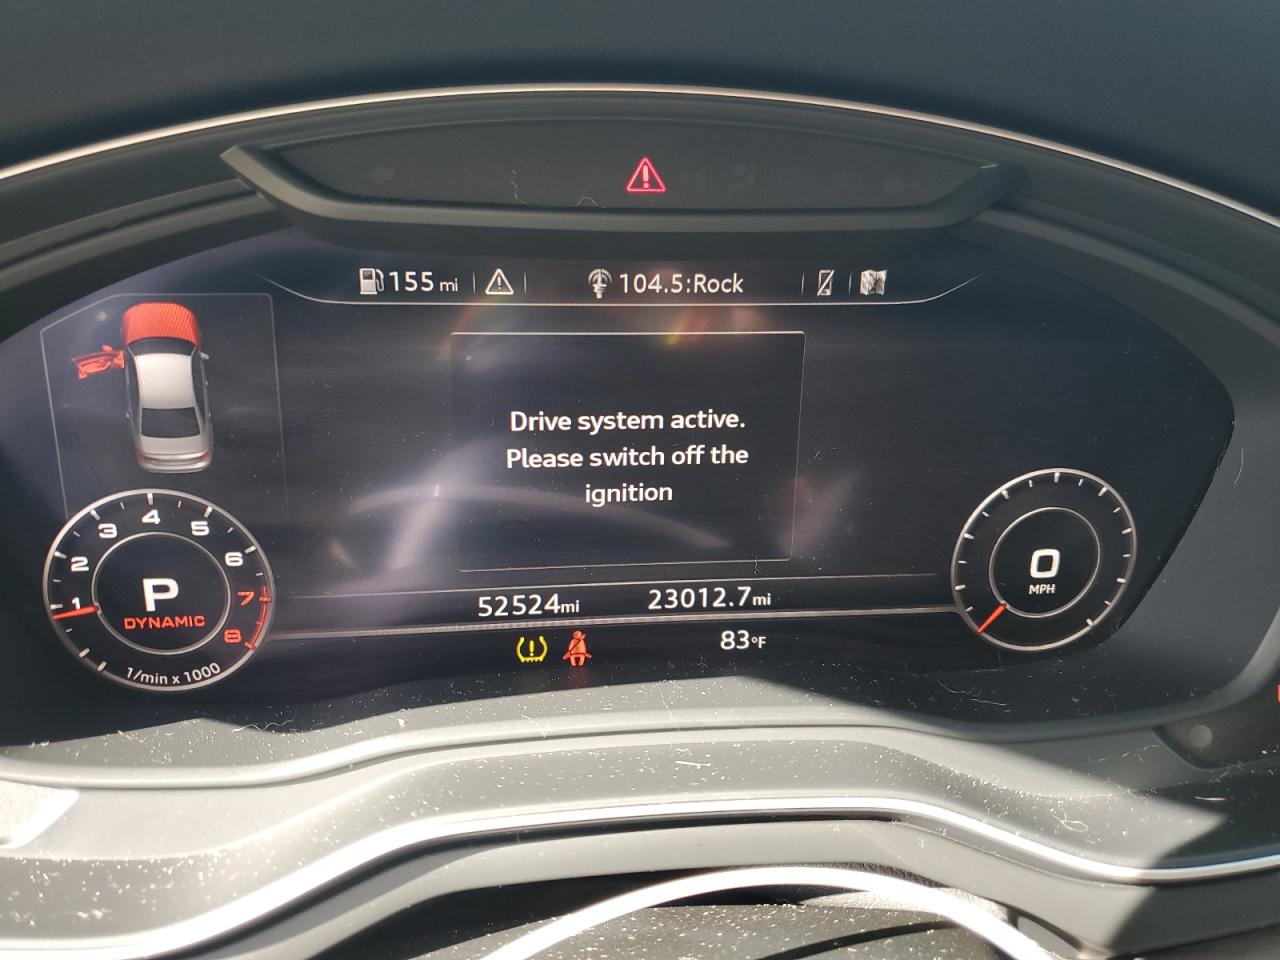 155 mi
104.5:Rock
Drive system active.
Please switch off the
ignition
1 2 3 4 5 6 7 8
P
DYNAMIC
1/min x 1000
0
MPH
52524mi 23012.7mi
83°F